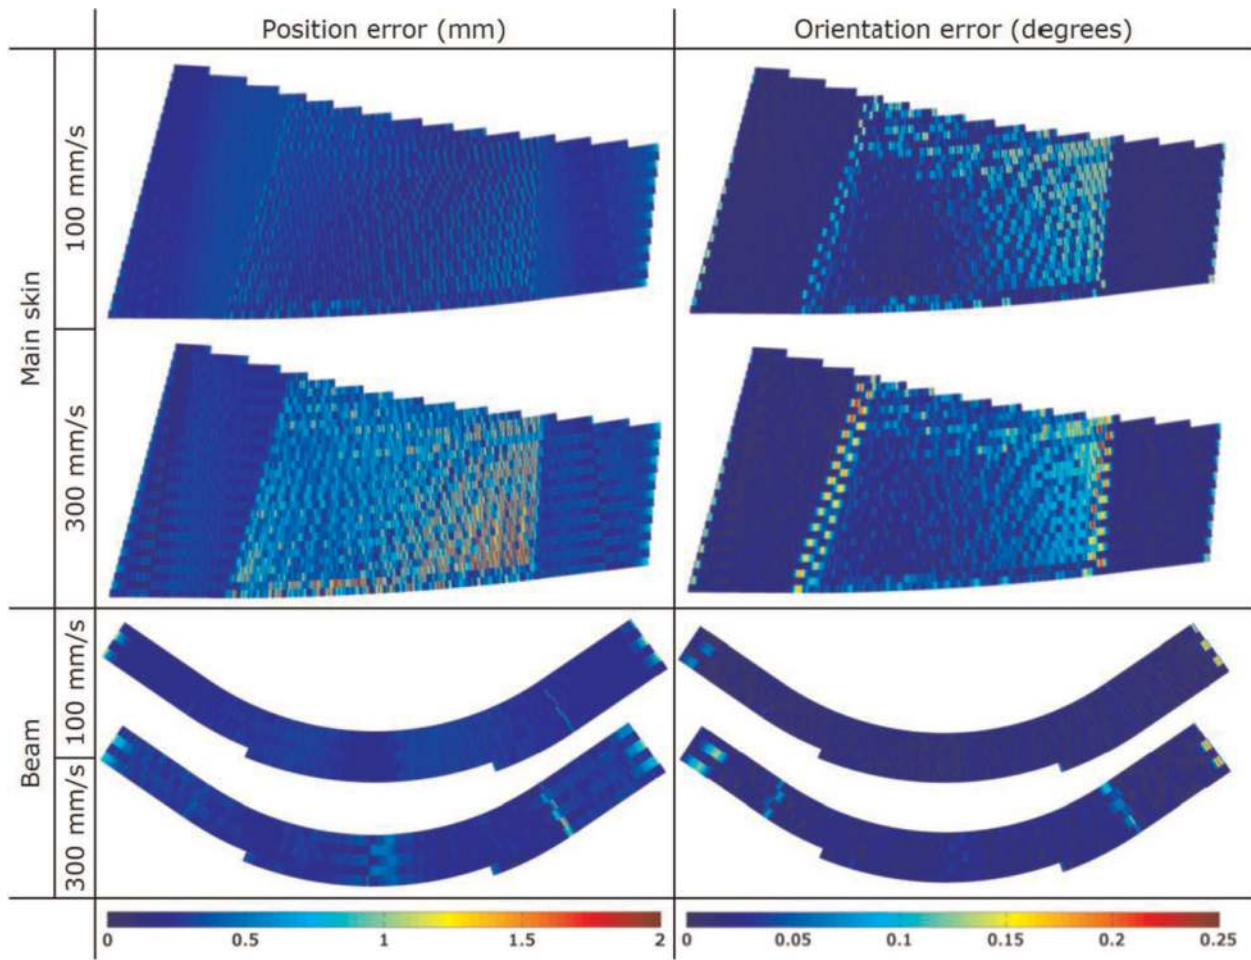 Position error (mm)
Orientation error (degrees)
Main skin
100 mm/s
300 mm/s
Beam
100 mm/s
300 mm/s
0 0.5 1 1.5 2
0 0.05 0.1 0.15 0.2 0.25